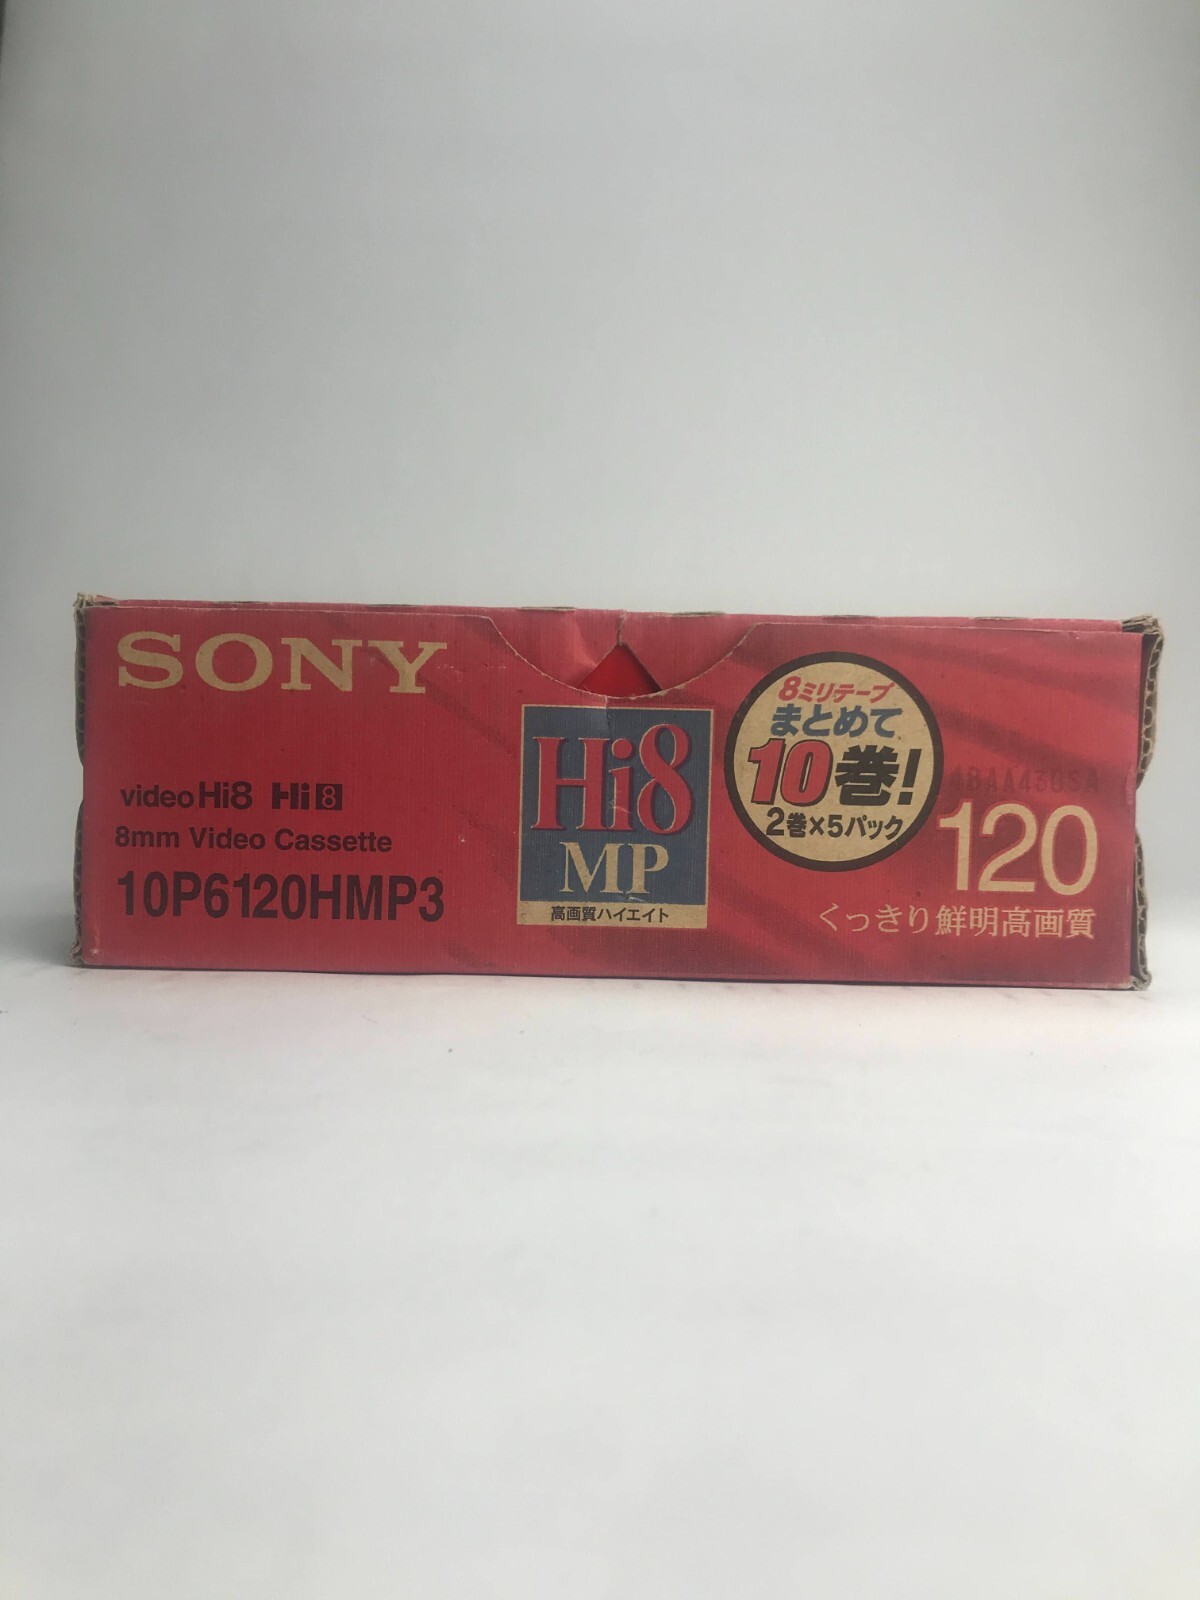 SONY
video Hi8 Hi8
8mm Video Cassette
10P6120HMP3
Hi8
MP
高画質ハイエイト
8ミリテープ
まとめて
10巻!
2巻×5パック
120
くっきり鮮明高画質